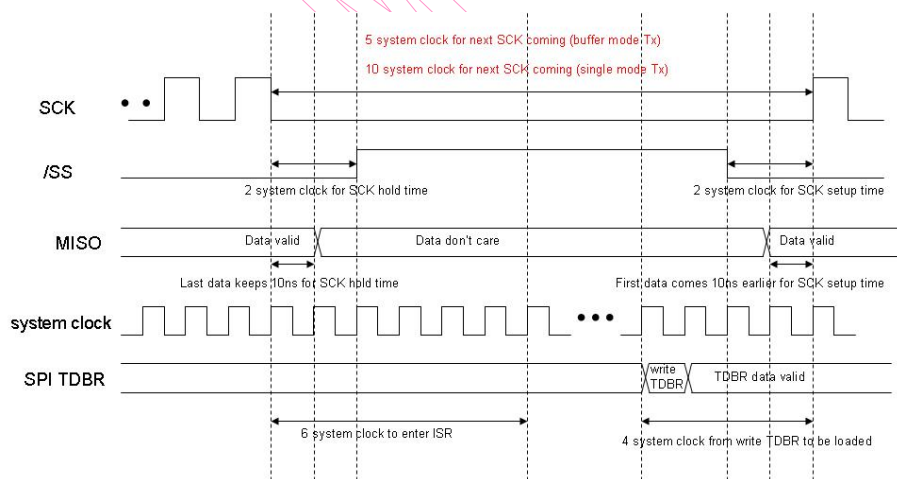 5 system clock for next SCK coming (buffer mode Tx)
10 system clock for next SCK coming (single mode Tx)
SCK
/SS
2 system clock for SCK hold time
2 system clock for SCK setup time
MISO
Data valid
Data don't care
Data valid
Last data keeps 10ns for SCK hold time
First data comes 10ns earlier for SCK setup time
system clock
SPI TDBR
write
TDBR
TDBR data valid
6 system clock to enter ISR
4 system clock from write TDBR to be loaded